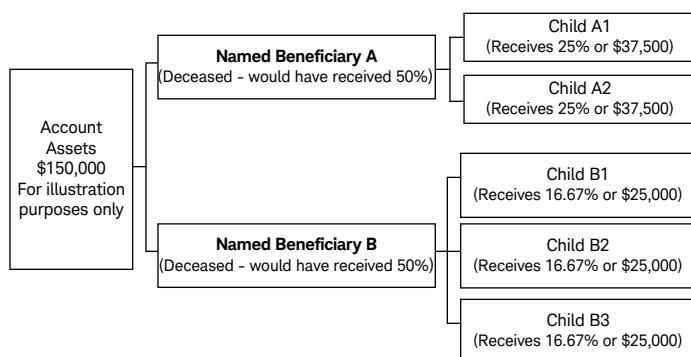 Account
Assets
$150,000
For illustration
purposes only
Named Beneficiary A
(Deceased - would have received 50%)
Child A1
(Receives 25% or $37,500)
Child A2
(Receives 25% or $37,500)
Named Beneficiary B
(Deceased - would have received 50%)
Child B1
(Receives 16.67% or $25,000)
Child B2
(Receives 16.67% or $25,000)
Child B3
(Receives 16.67% or $25,000)